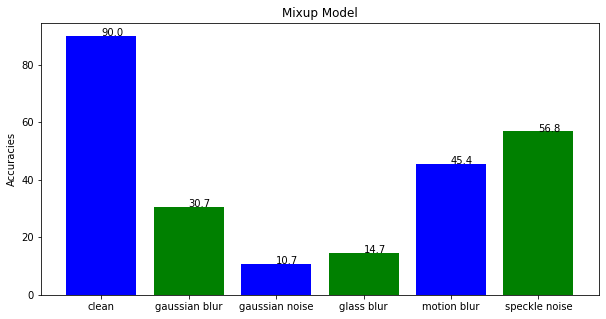 Mixup Model
Accuracies
80
60
40
20
0
90.0
30.7
10.7
14.7
45.4
56.8
clean
gaussian blur
gaussian noise
glass blur
motion blur
speckle noise